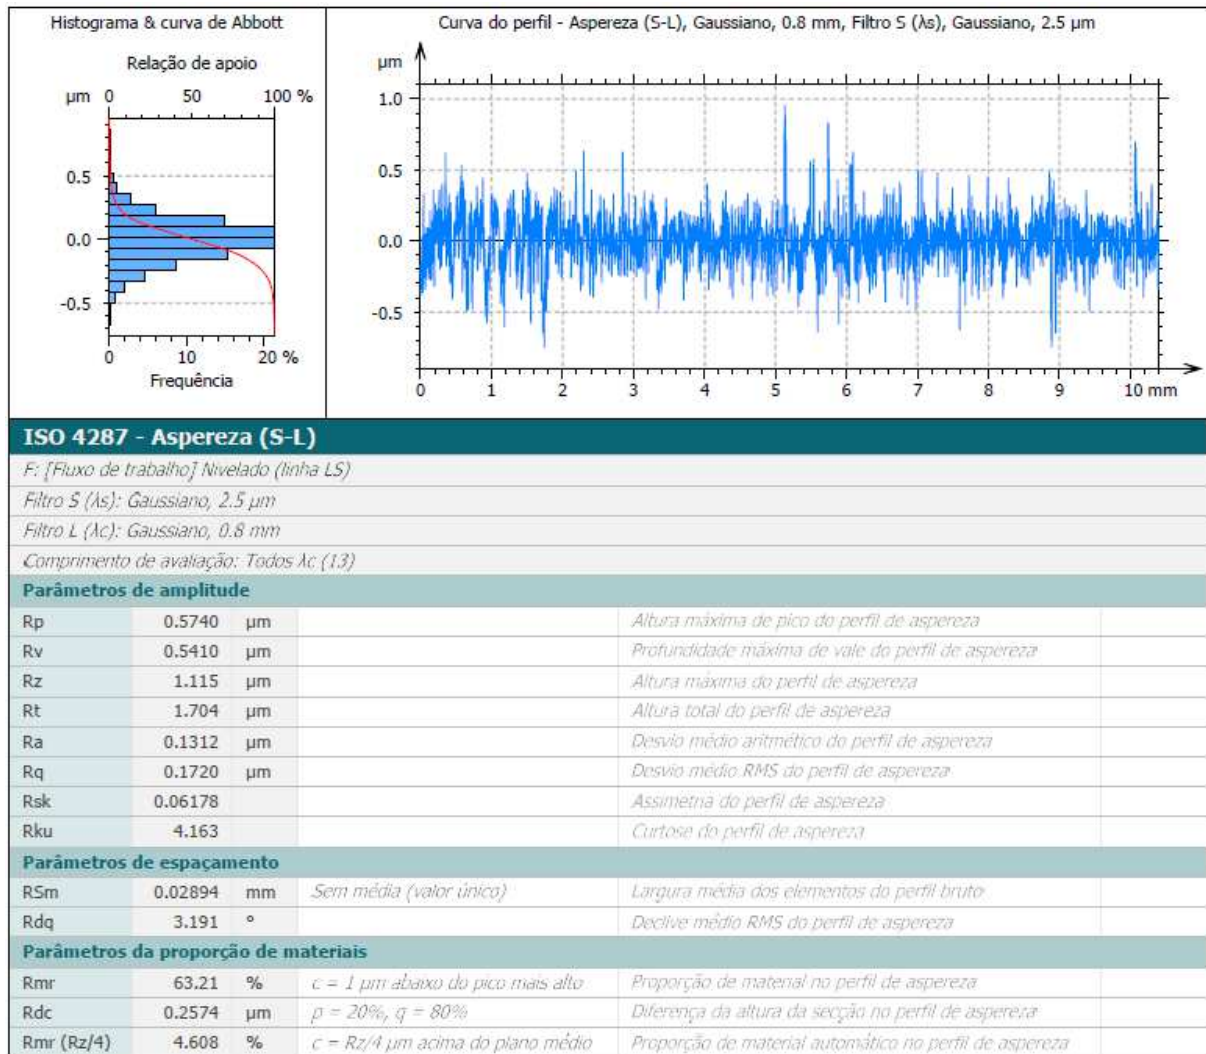 Histograma & curva de Abbott
Relação de apoio
µm 0 50 100 %
0.5
0.0
-0.5
0 10 20 %
Frequência
Curva do perfil - Aspereza (S-L), Gaussiano, 0.8 mm, Filtro S (λs), Gaussiano, 2.5 µm
µm
1.0
0.5
0.0
-0.5
0 1 2 3 4 5 6 7 8 9 10 mm
ISO 4287 - Aspereza (S-L)
F: [Fluxo de trabalho] Nivelado (linha LS)
Filtro S (λs): Gaussiano, 2.5 µm
Filtro L (λc): Gaussiano, 0.8 mm
Comprimento de avaliação: Todos λc (13)
Parâmetros de amplitude
Rp 0.5740 µm Altura máxima de pico do perfil de aspereza
Rv 0.5410 µm Profundidade máxima de vale do perfil de aspereza
Rz 1.115 µm Altura máxima do perfil de aspereza
Rt 1.704 µm Altura total do perfil de aspereza
Ra 0.1312 µm Desvio médio aritmético do perfil de aspereza
Rq 0.1720 µm Desvio médio RMS do perfil de aspereza
Rsk 0.06178 Assimetria do perfil de aspereza
Rku 4.163 Curtose do perfil de aspereza
Parâmetros de espaçamento
RSm 0.02894 mm Sem média (valor único) Largura média dos elementos do perfil bruto
Rdq 3.191 ° Declive médio RMS do perfil de aspereza
Parâmetros da proporção de materiais
Rmr 63.21 % c = 1 µm abaixo do pico mais alto Proporção de material no perfil de aspereza
Rdc 0.2574 µm p = 20%, q = 80% Diferença da altura da secção no perfil de aspereza
Rmr (Rz/4) 4.608 % c = Rz/4 µm acima do plano médio Proporção de material automático no perfil de aspereza